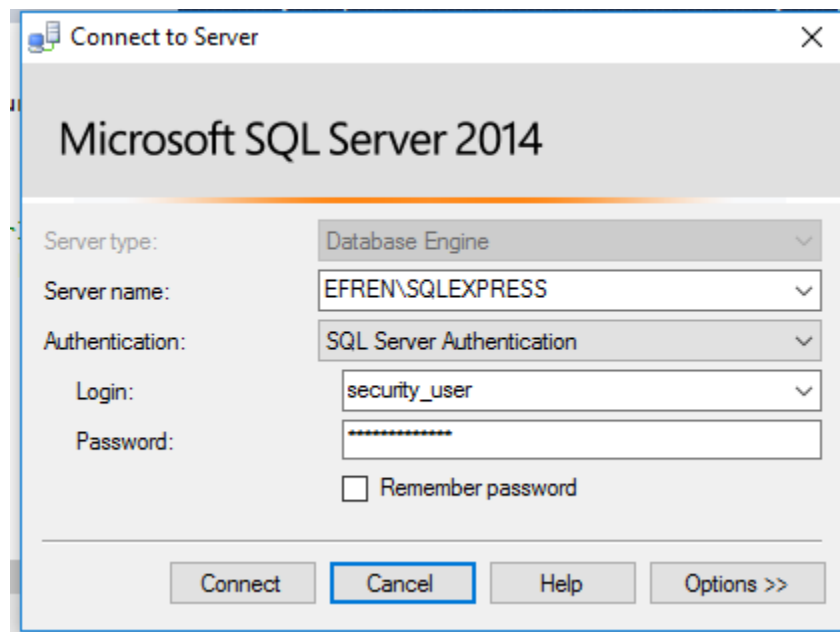 Connect to Server
Microsoft SQL Server 2014
Server type: Database Engine
Server name: EFREN\SQLEXPRESS
Authentication: SQL Server Authentication
Login: security_user
Password: *************
Remember password
Connect Cancel Help Options >>